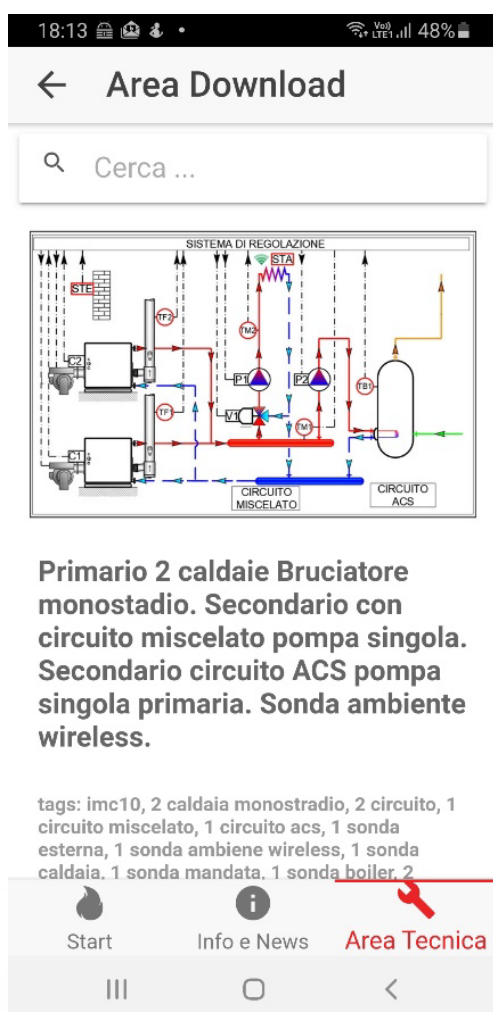 18:13
Vo))
LTE1
48%
Area Download
Cerca ...
SISTEMA DI REGOLAZIONE
STA
STE
TF2
TM2
C2
P1
P2
TB1
TF1
V1
TM1
C1
CIRCUITO
MISCELATO
CIRCUITO
ACS
Primario 2 caldaie Bruciatore
monostadio. Secondario con
circuito miscelato pompa singola.
Secondario circuito ACS pompa
singola primaria. Sonda ambiente
wireless.
tags: imc10, 2 caldaia monostradio, 2 circuito, 1
circuito miscelato, 1 circuito acs, 1 sonda
esterna, 1 sonda ambiene wireless, 1 sonda
caldaia, 1 sonda mandata, 1 sonda boiler, 2
Start
Info e News
Area Tecnica